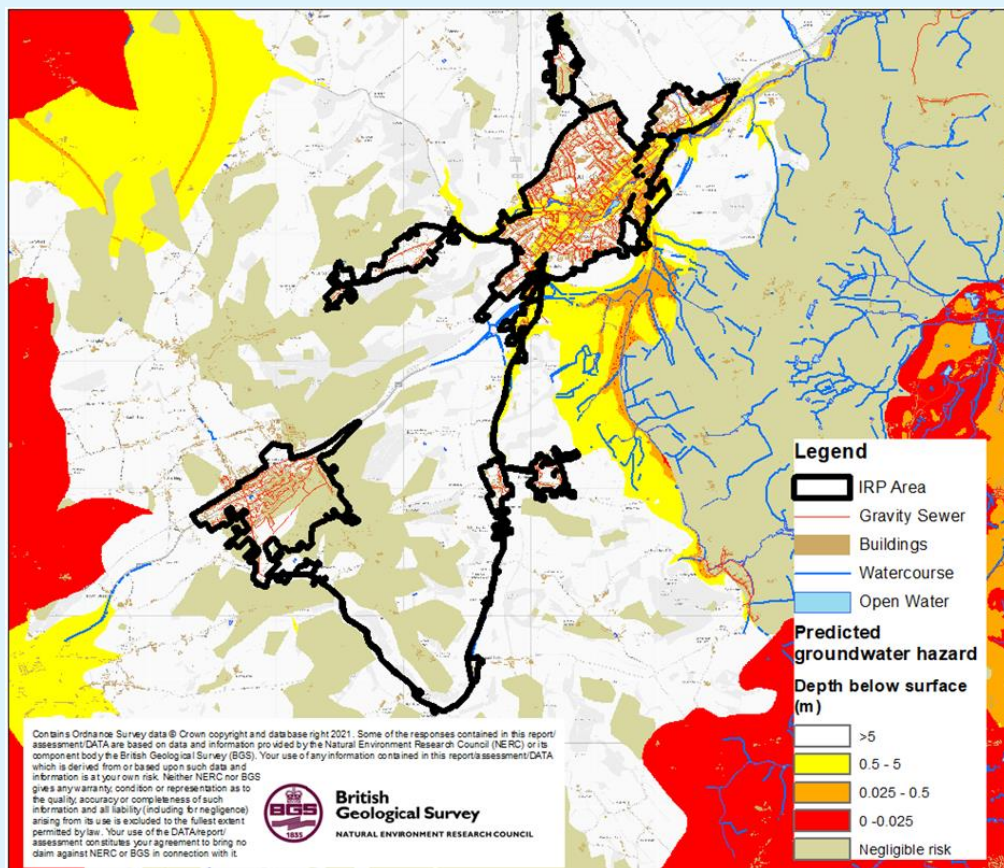 Legend
IRP Area
Gravity Sewer
Buildings
Watercourse
Open Water
Predicted
groundwater hazard
Depth below surface
(m)
>5
0.5 - 5
0.025 - 0.5
0 -0.025
Negligible risk
Contains Ordnance Survey data © Crown copyright and database right 2021. Some of the responses contained in this report/
assessment/DATA are based on data and information provided by the Natural Environment Research Council (NERC) or its
component body the British Geological Survey (BGS). Your use of any information contained in this report/assessment/DATA
which is derived from or based upon such data and
information is at your own risk. Neither NERC nor BGS
gives any warranty, condition or representation as to
the quality, accuracy or completeness of such
information and all liability (including for negligence)
arising from its use is excluded to the fullest extent
permitted by law. Your use of the DATA/report/
assessment constitutes your agreement to bring no
claim against NERC or BGS in connection with it.
BGS
1835
British
Geological Survey
NATURAL ENVIRONMENT RESEARCH COUNCIL